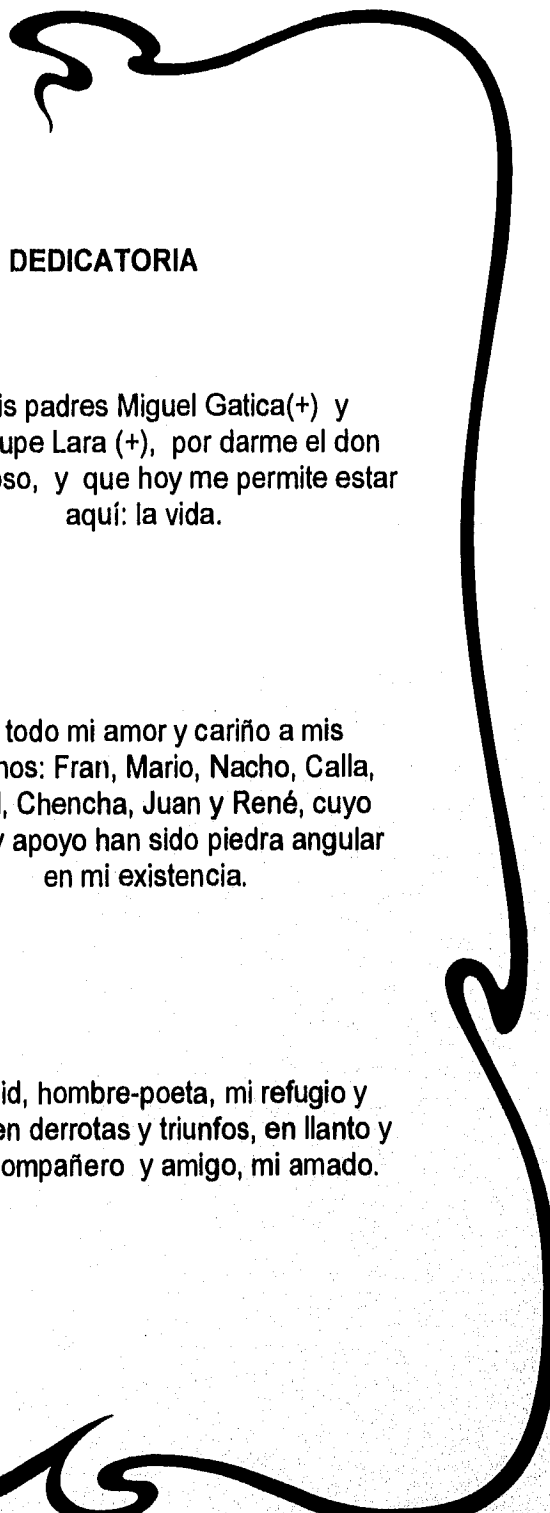 DEDICATORIA
is padres Miguel Gatica(+) y
upe Lara (+), por darme el don
oso, y que hoy me permite estar
aquí: la vida.
todo mi amor y cariño a mis
nos: Fran, Mario, Nacho, Calla,
, Chencha, Juan y René, cuyo
y apoyo han sido piedra angular
en mi existencia.
id, hombre-poeta, mi refugio y
en derrotas y triunfos, en llanto y
ompañero y amigo, mi amado.